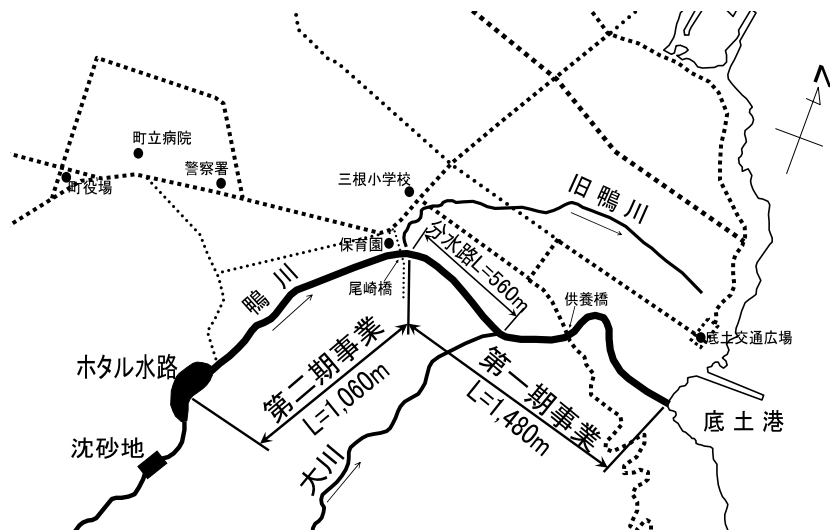 町立病院
警察署
町役場
三根小学校
旧鴨川
保育園
分水路L=560m
尾崎橋
鴨川
供養橋
底土交通広場
ホタル水路
第二期事業
L=1,060m
第一期事業
L=1,480m
底土港
沈砂地
大川